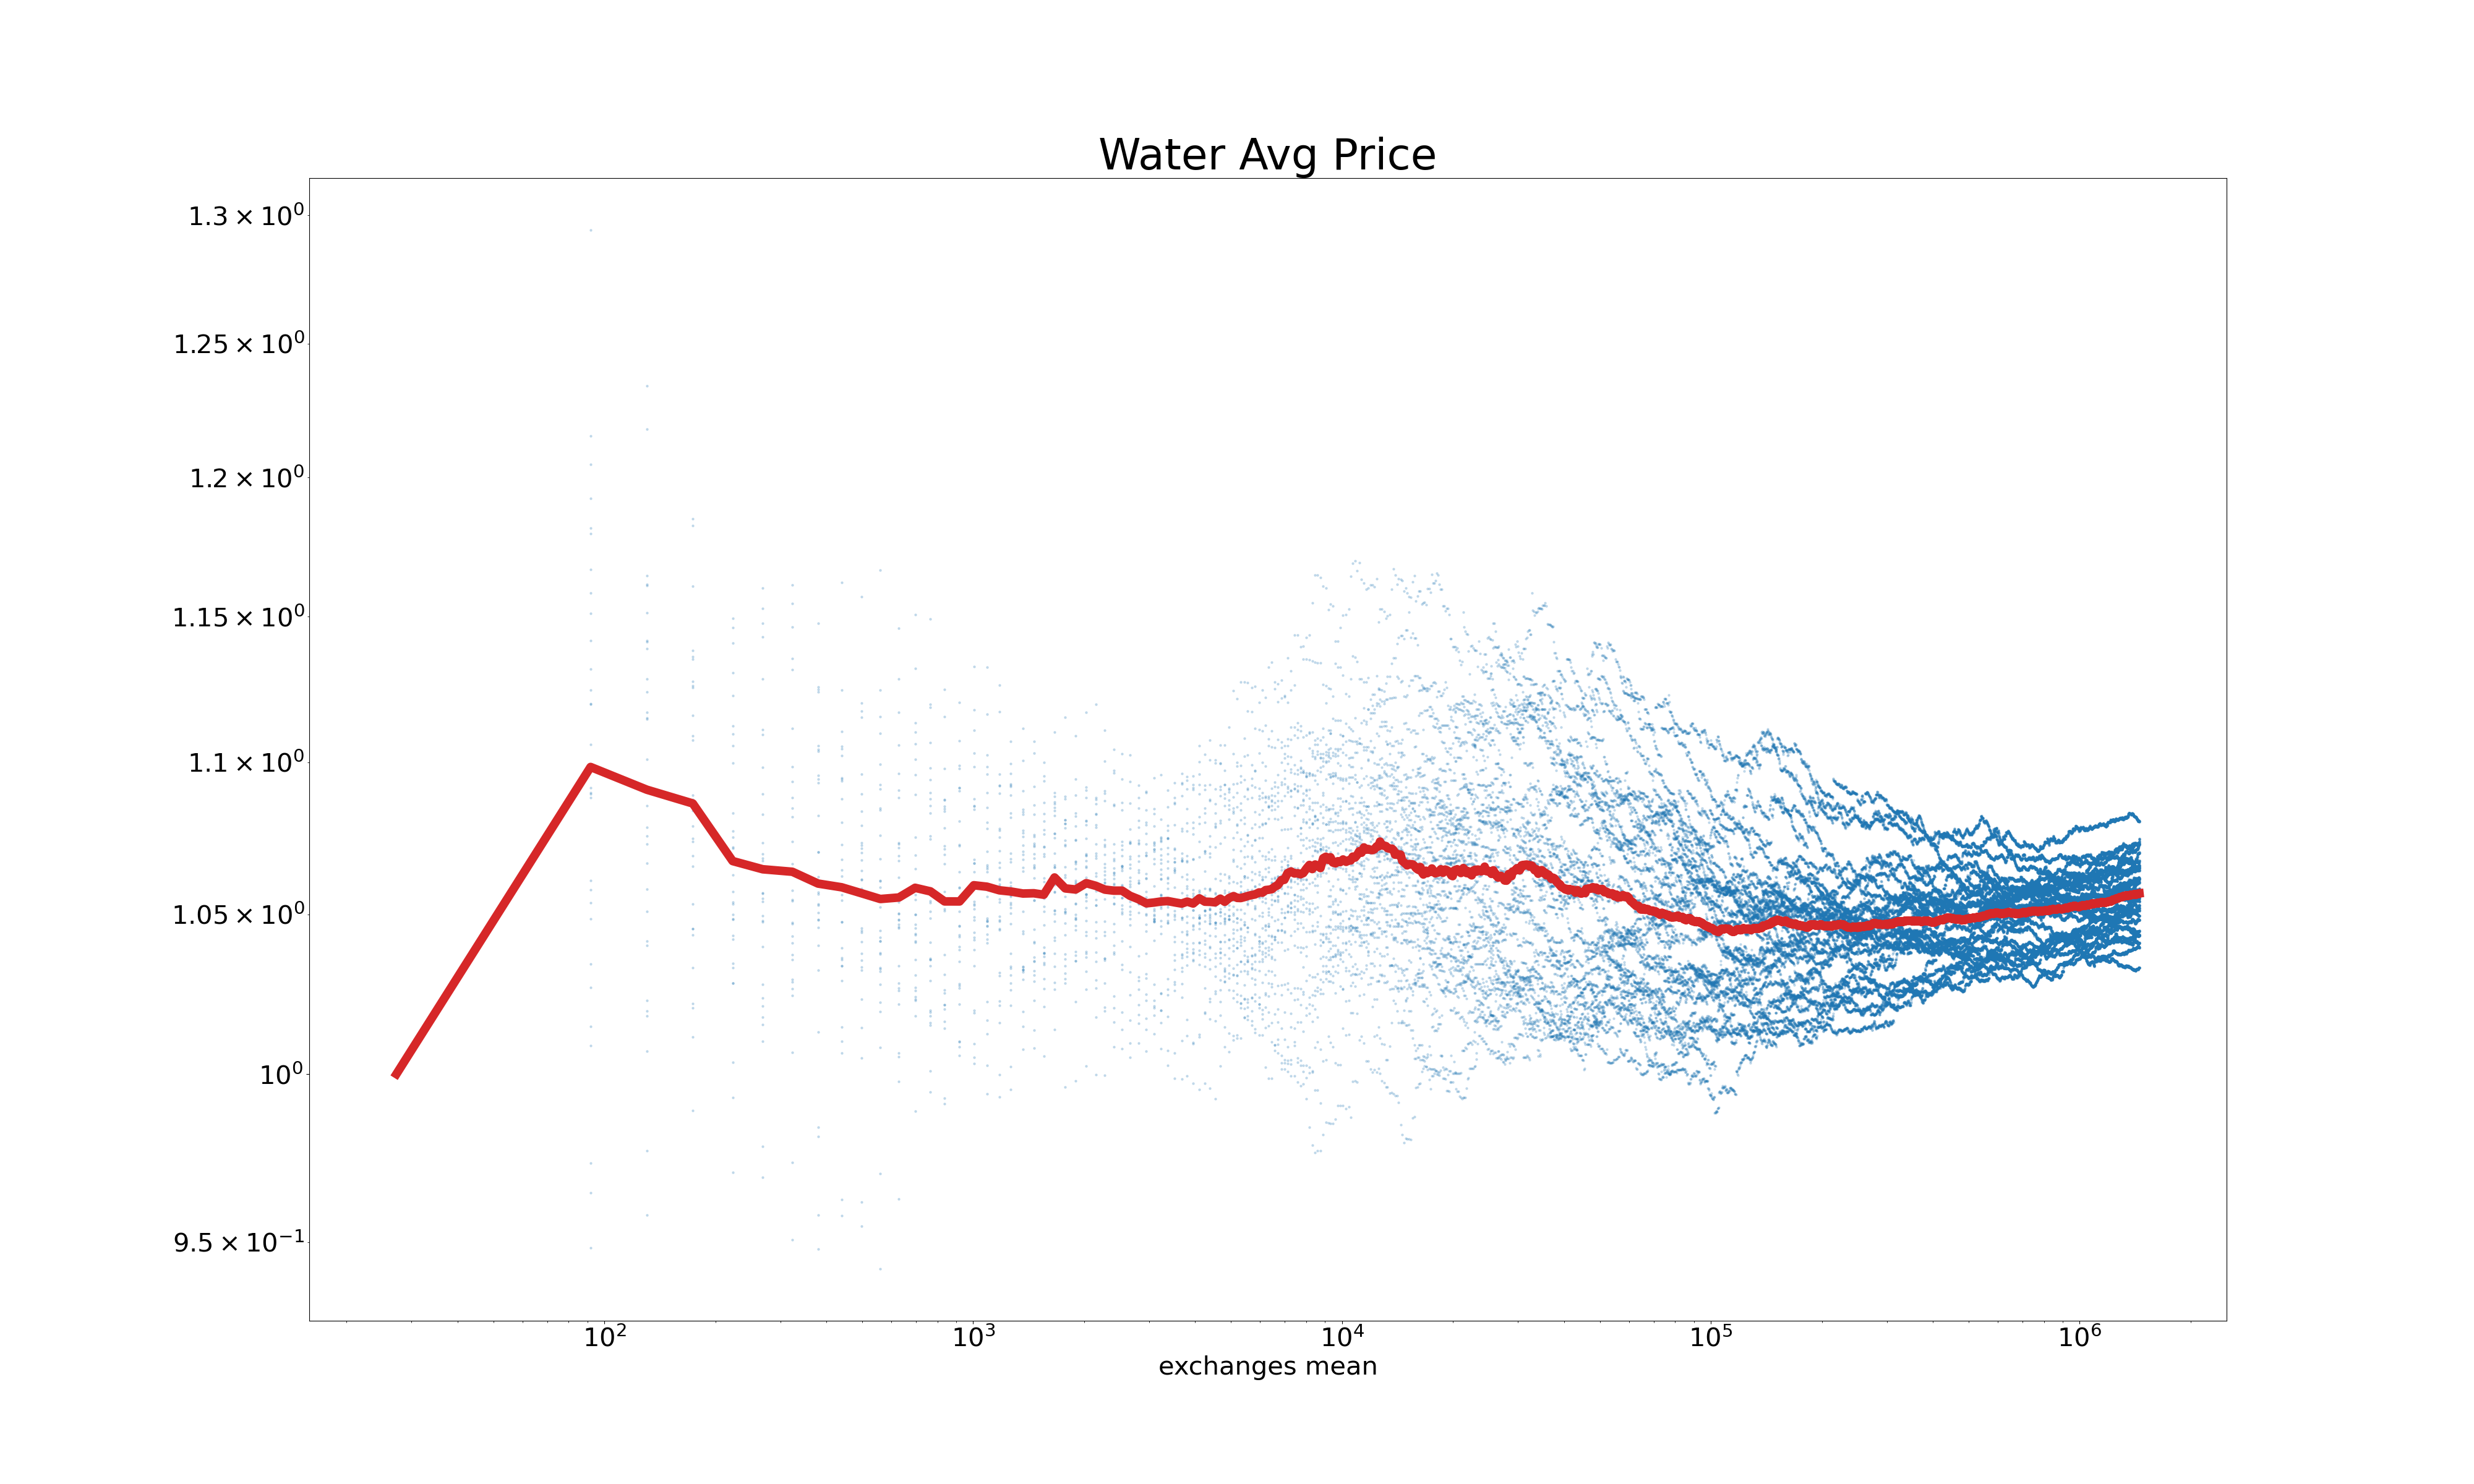 Water Avg Price
1.3 × 10⁰
1.25 × 10⁰
1.2 × 10⁰
1.15 × 10⁰
1.1 × 10⁰
1.05 × 10⁰
10⁰
9.5 × 10⁻¹
10² 10³ 10⁴ 10⁵ 10⁶
exchanges mean